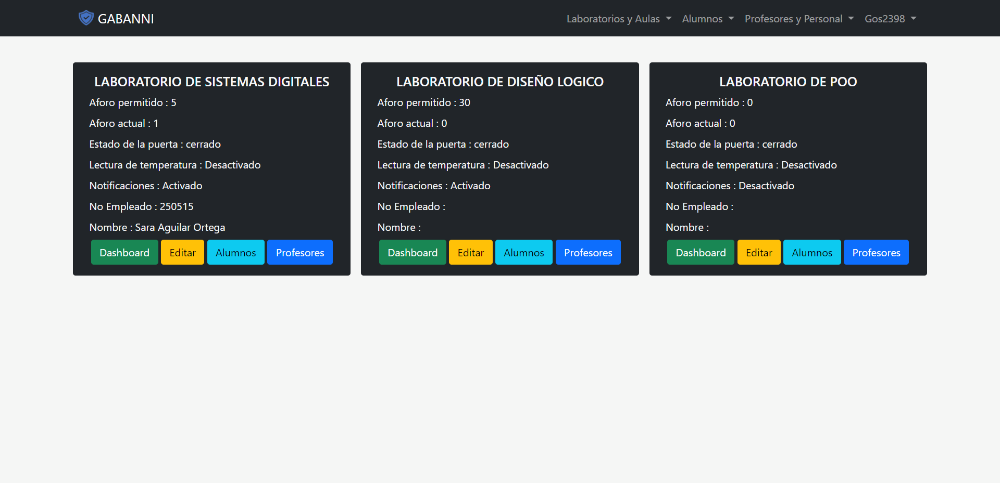 GABANNI
Laboratorios y Aulas
Alumnos
Profesores y Personal
Gos2398
LABORATORIO DE SISTEMAS DIGITALES
Aforo permitido : 5
Aforo actual : 1
Estado de la puerta : cerrado
Lectura de temperatura : Desactivado
Notificaciones : Activado
No Empleado : 250515
Nombre : Sara Aguilar Ortega
Dashboard Editar Alumnos Profesores
LABORATORIO DE DISEÑO LOGICO
Aforo permitido : 30
Aforo actual : 0
Estado de la puerta : cerrado
Lectura de temperatura : Desactivado
Notificaciones : Activado
No Empleado :
Nombre :
Dashboard Editar Alumnos Profesores
LABORATORIO DE POO
Aforo permitido : 0
Aforo actual : 0
Estado de la puerta : cerrado
Lectura de temperatura : Desactivado
Notificaciones : Desactivado
No Empleado :
Nombre :
Dashboard Editar Alumnos Profesores